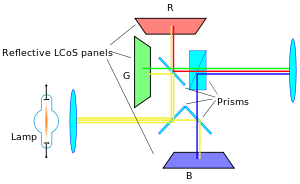 R
Reflective LCoS panels
G
Prisms
Lamp
B